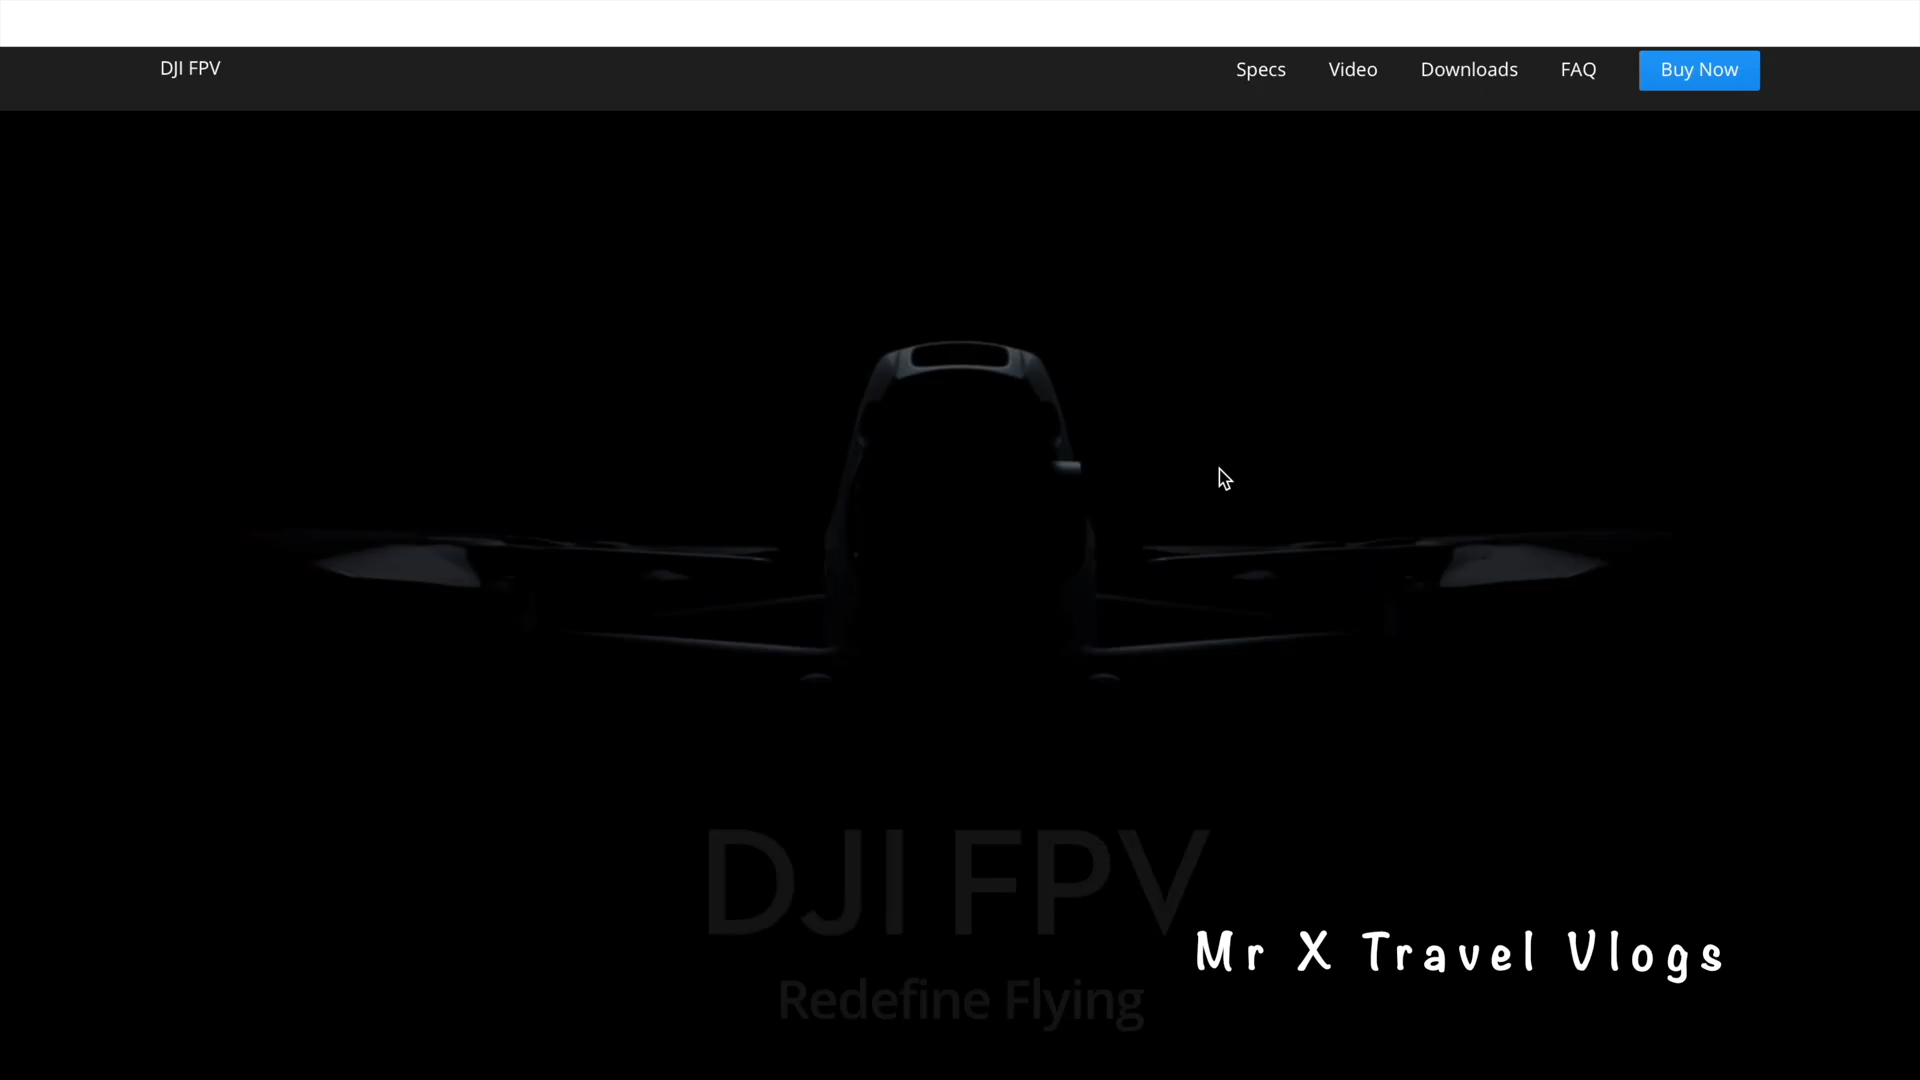 DJI FPV
Specs Video Downloads FAQ Buy Now
DJI FPV
Redefine Flying
Mr X Travel Vlogs